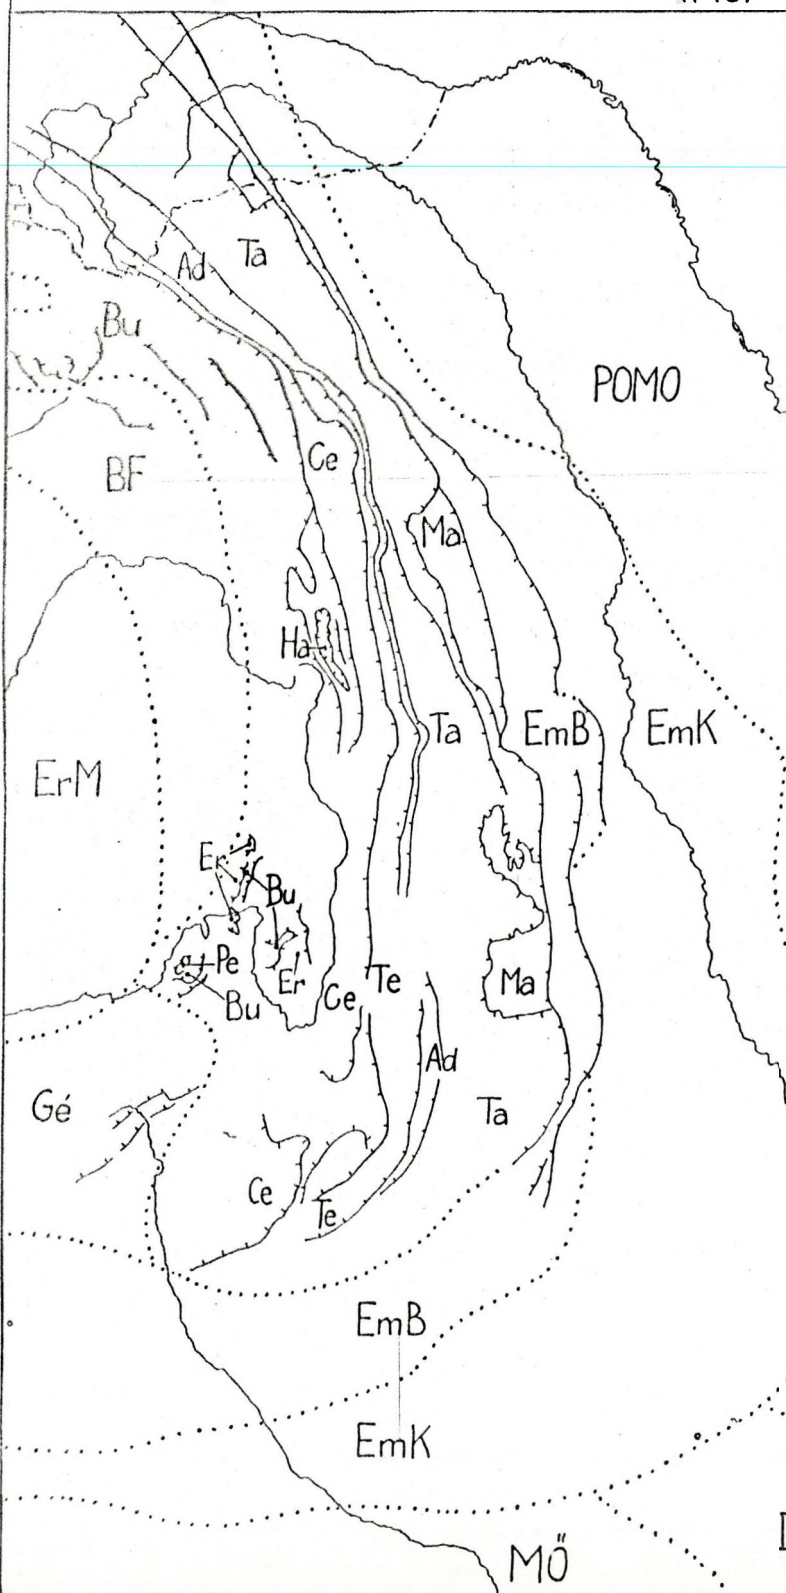 Ta
Ad
Bu
POMO
Ce
BF
Ma
Ha
Ta
EmB
EmK
ErM
Er
Bu
Pe
Er
Ce
Te
Ma
Bu
Ad
Gé
Ta
Ce
Te
EmB
EmK
MŐ